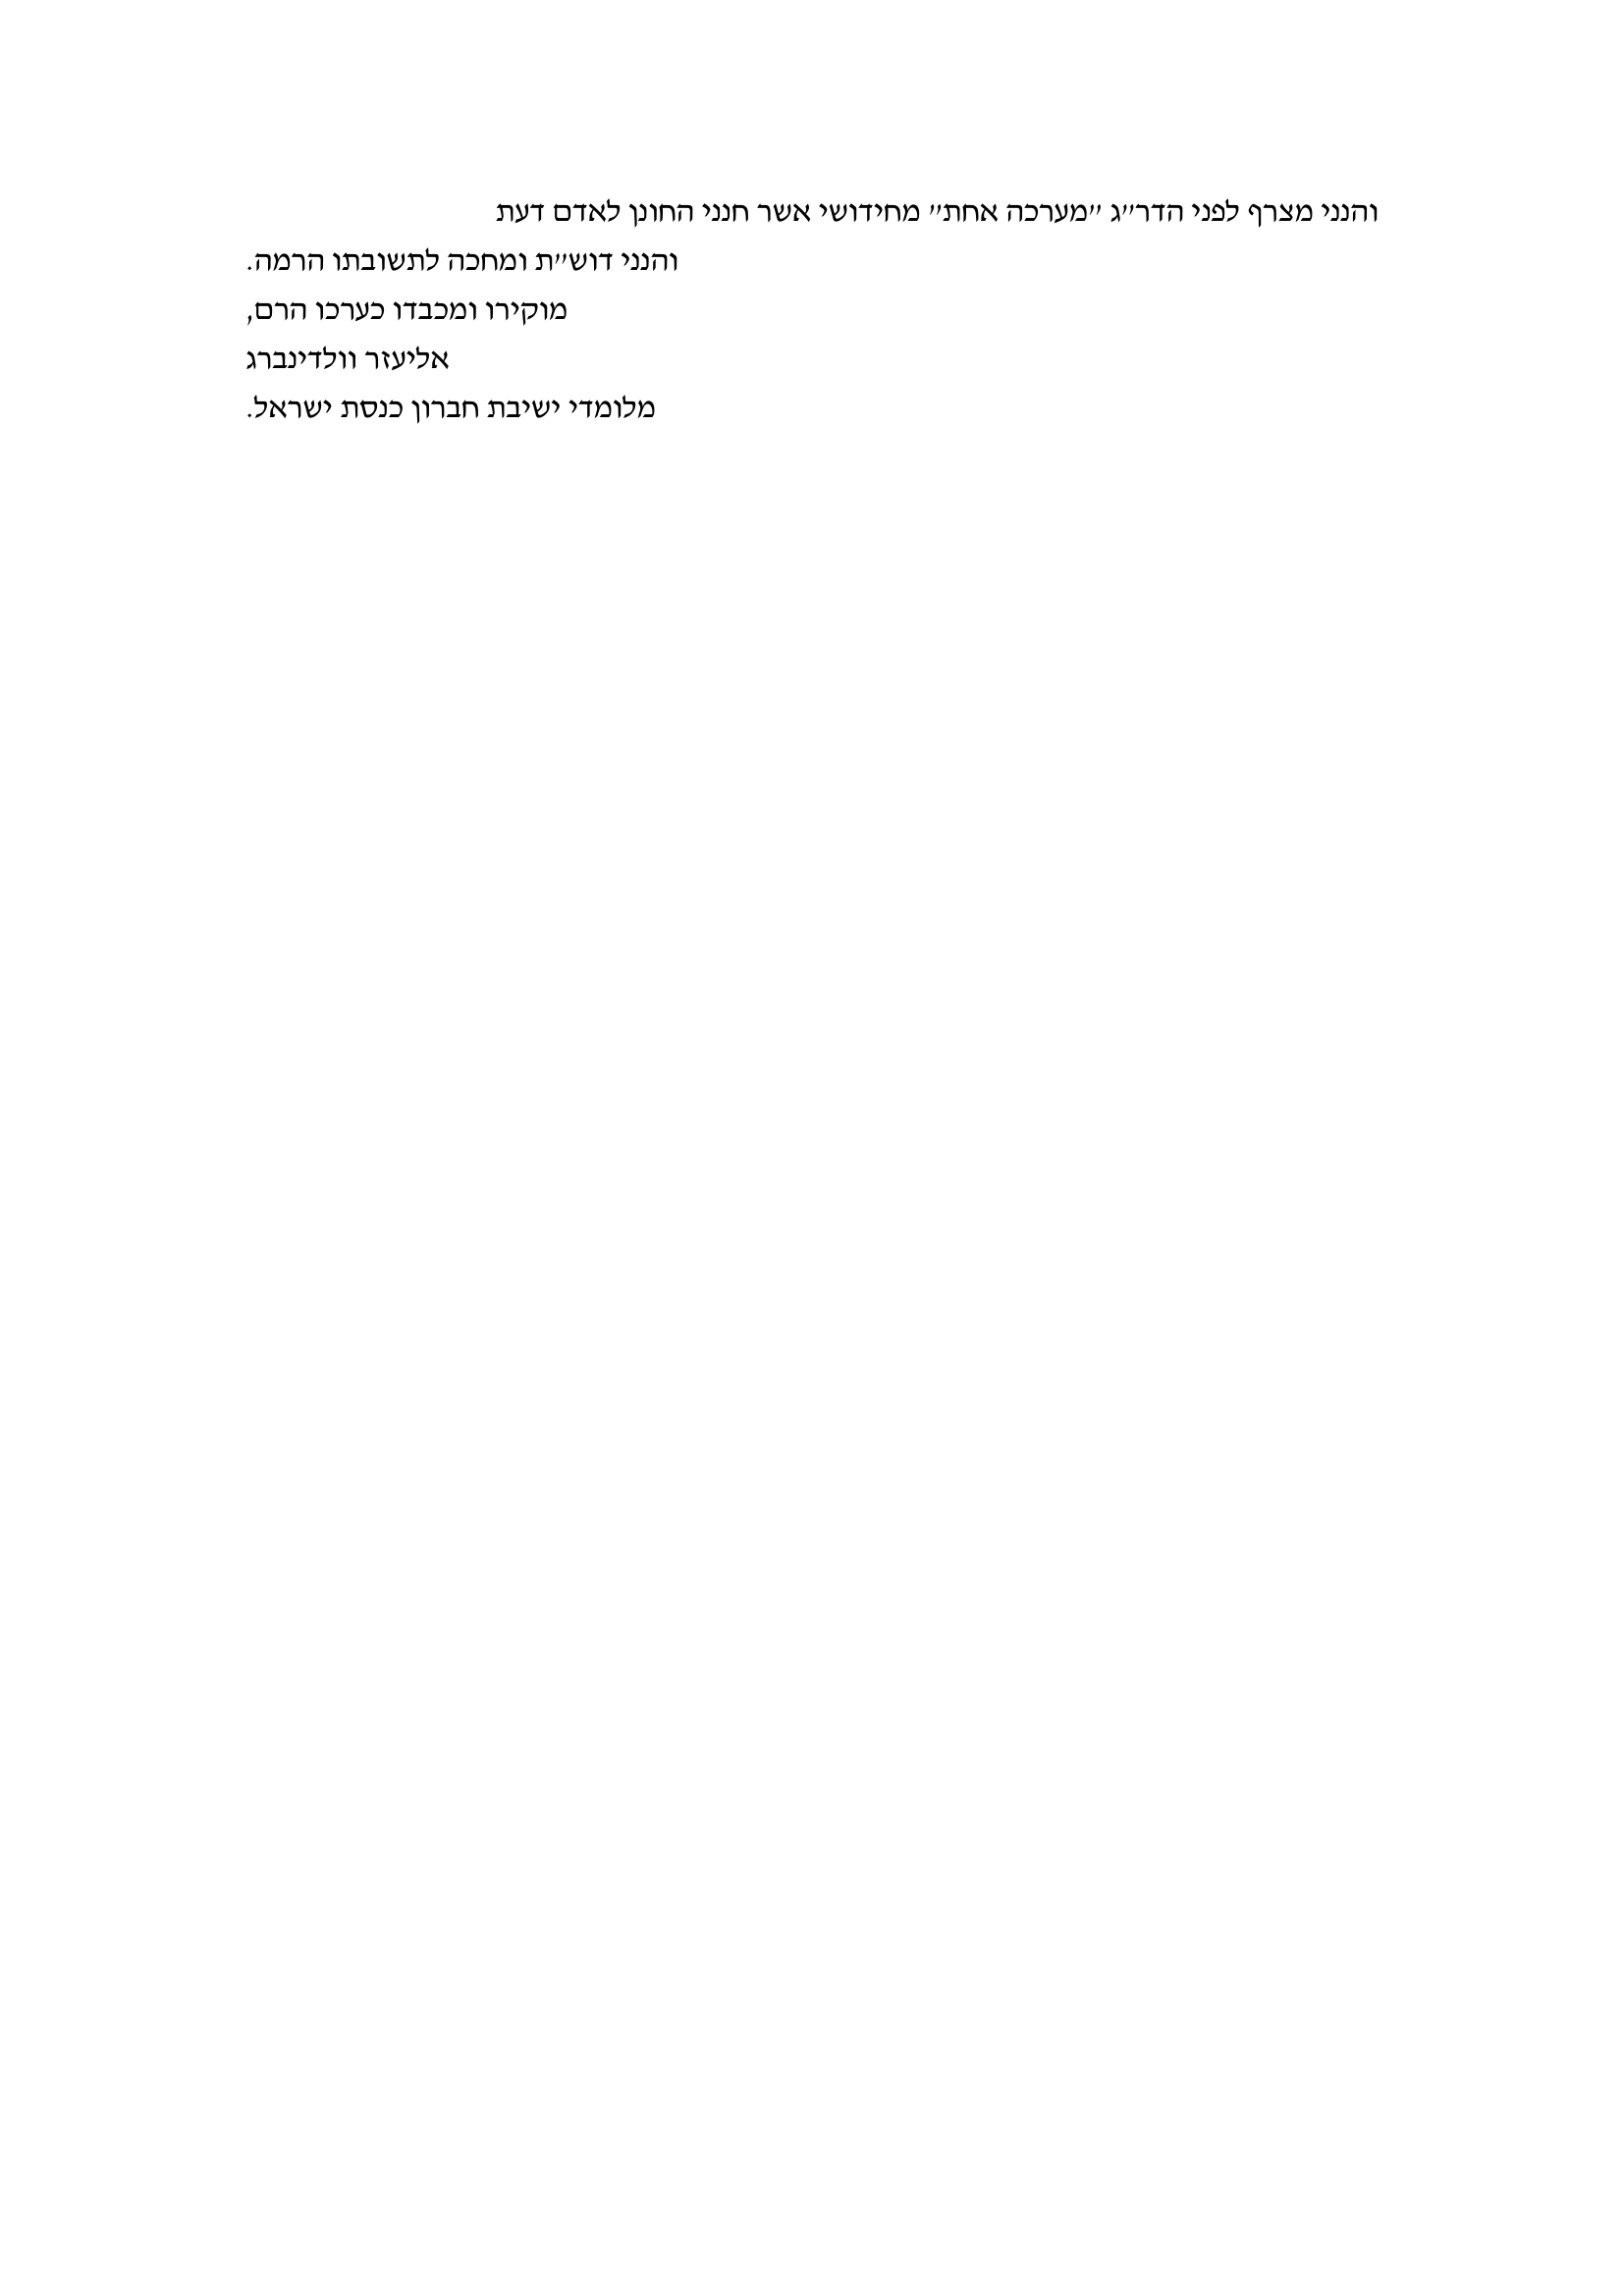 והנני מצרף לפני הדר״ג ״מערכה אחת״ מחידושי אשר חנני החונן לאדם דעת
והנני דוש״ת ומחכה לתשובתו הרמה.
מוקירו ומכבדו כערכו הרם,
אליעזר וולדינברג
מלומדי ישיבת חברון כנסת ישראל.